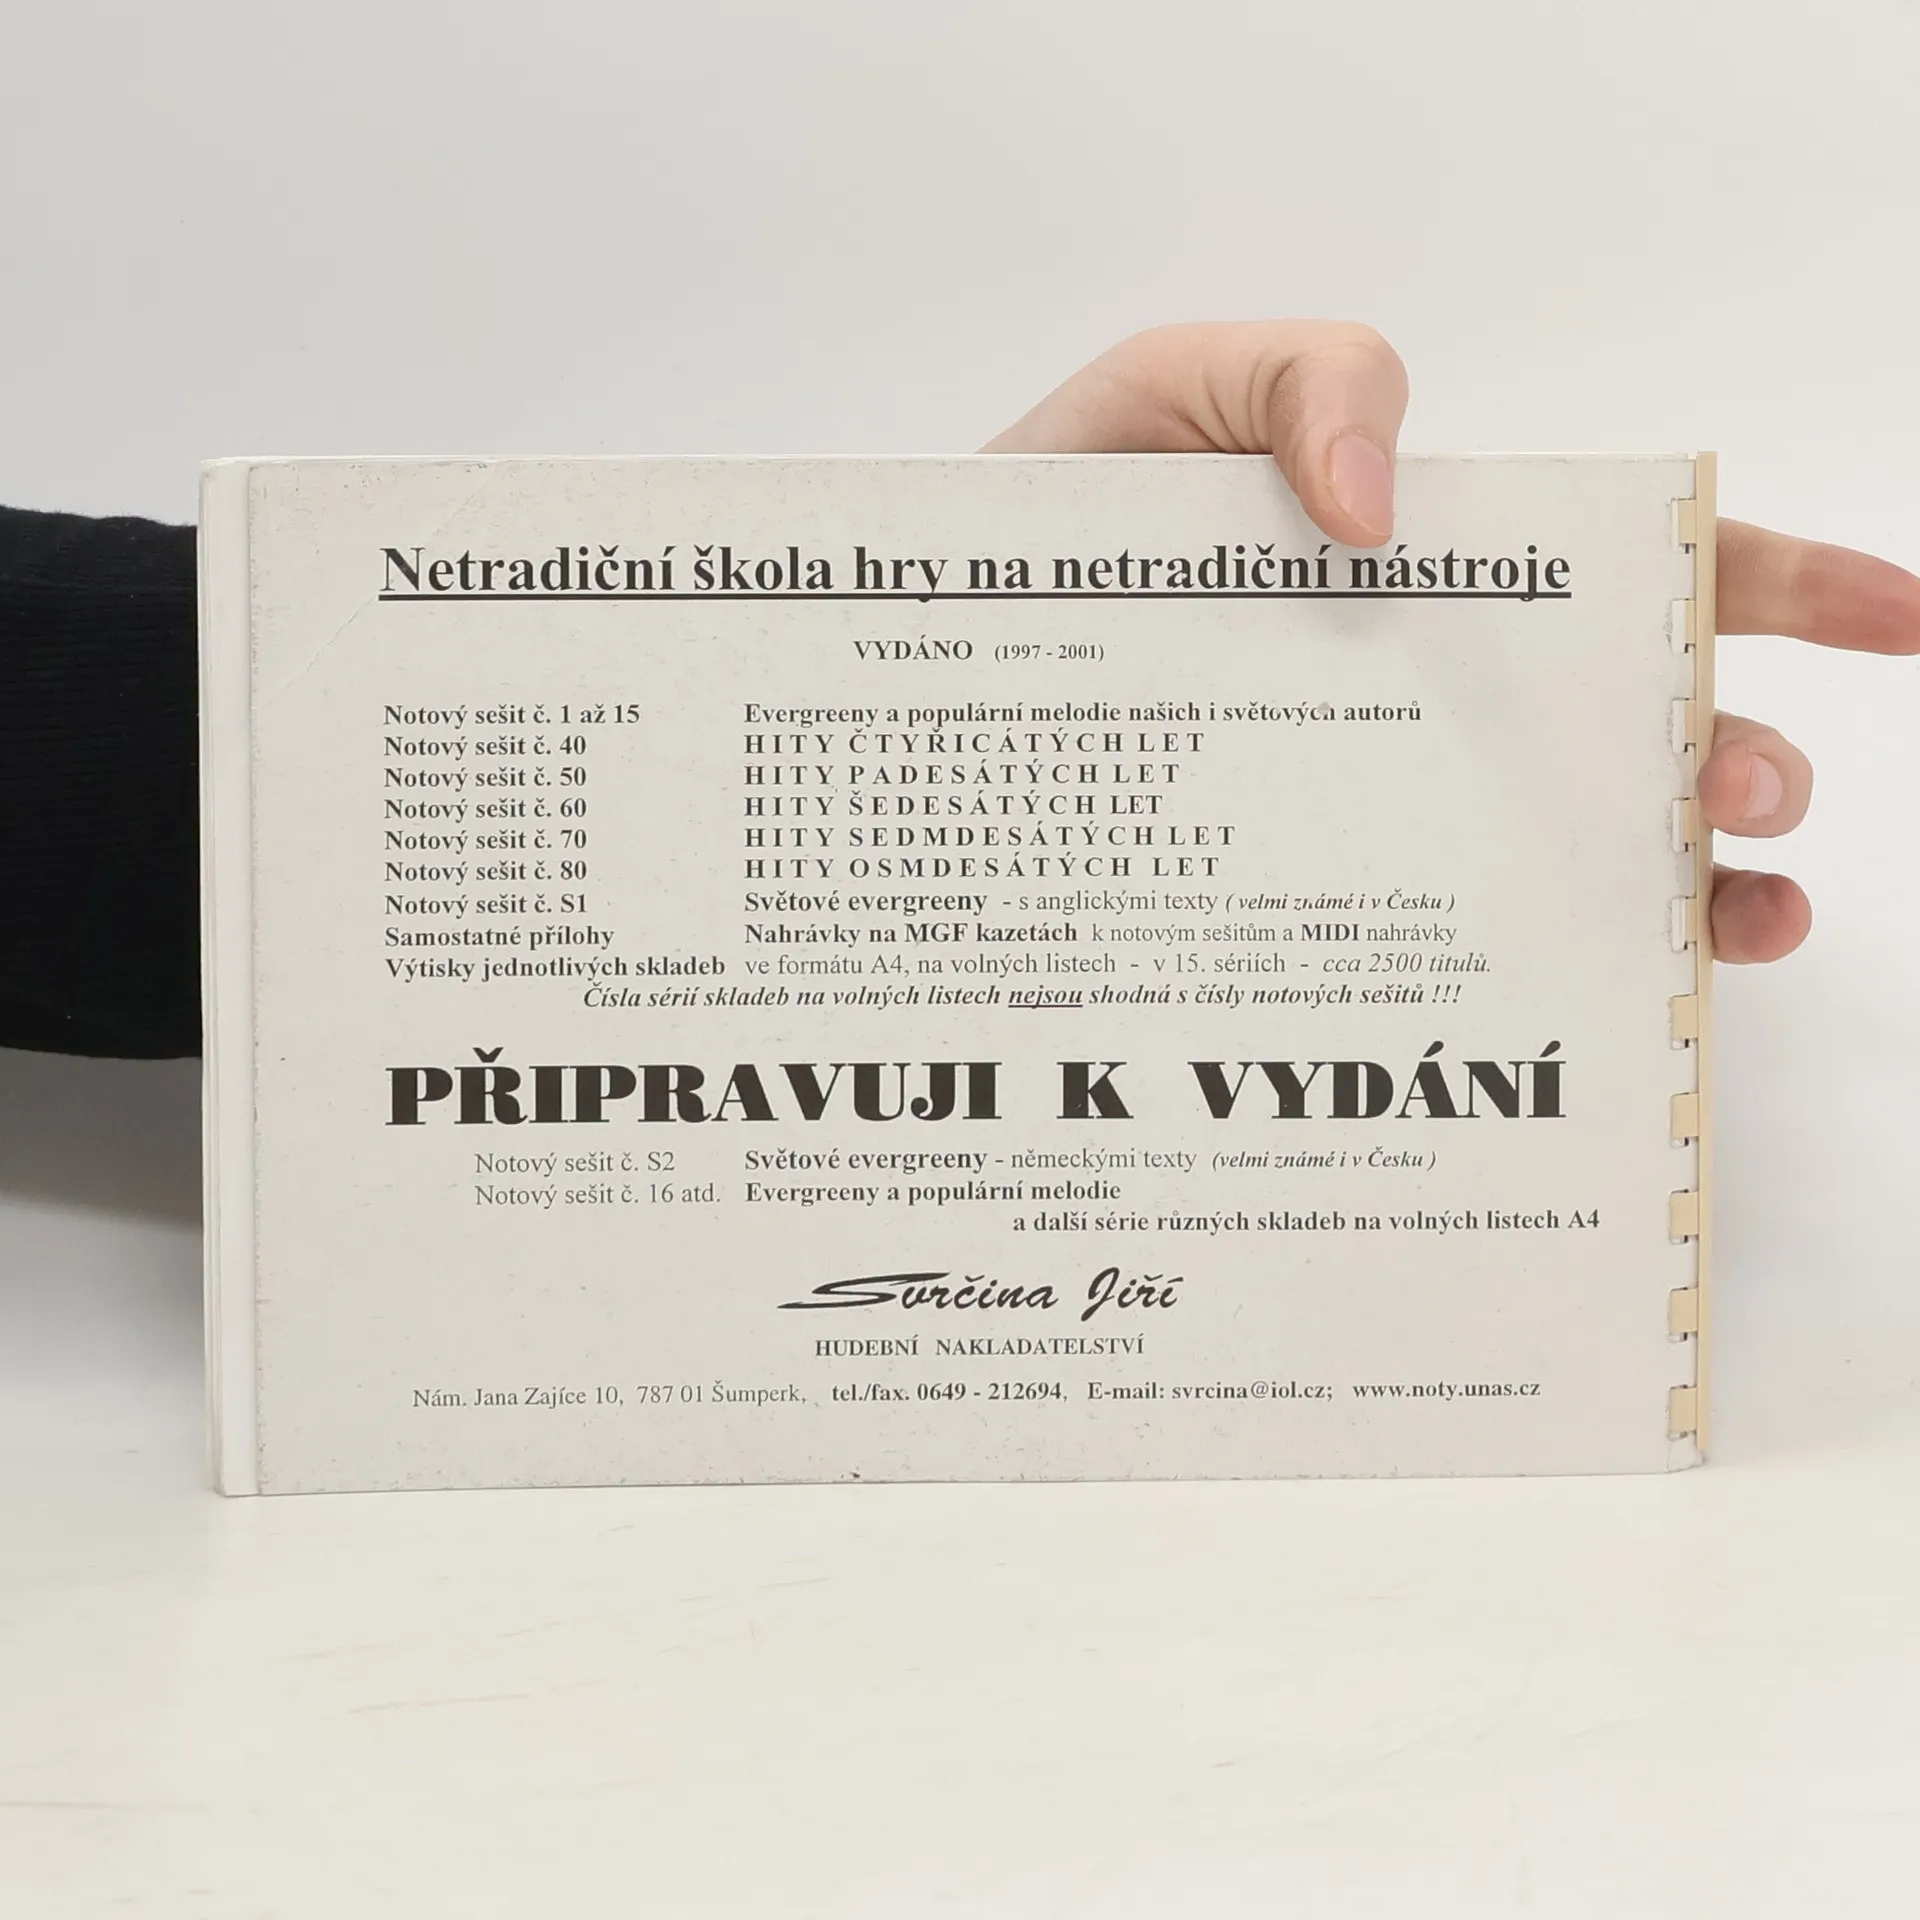 Netradiční škola hry na netradiční nástroje
VYDÁNO (1997 - 2001)
Notový sešit č. 1 až 15 Evergreeny a populární melodie našich i světových autorů
Notový sešit č. 40 HITY ČTYŘICÁTÝCH LET
Notový sešit č. 50 HITY PADESÁTÝCH LET
Notový sešit č. 60 HITY ŠEDESÁTÝCH LET
Notový sešit č. 70 HITY SEDMDESÁTÝCH LET
Notový sešit č. 80 HITY OSMDESÁTÝCH LET
Notový sešit č. S1 Světové evergreeny - s anglickými texty ( velmi známé i v Česku )
Samostatné přílohy Nahrávky na MGF kazetách k notovým sešitům a MIDI nahrávky
Výtisky jednotlivých skladeb ve formátu A4, na volných listech - v 15. sériích - cca 2500 titulů.
Čísla sérií skladeb na volných listech nejsou shodná s čísly notových sešitů !!!
PŘIPRAVUJI K VYDÁNÍ
Notový sešit č. S2 Světové evergreeny - německými texty (velmi známé i v Česku )
Notový sešit č. 16 atd. Evergreeny a populární melodie
a další série různých skladeb na volných listech A4
Svrčina Jiří
HUDEBNÍ NAKLADATELSTVÍ
Nám. Jana Zajíce 10, 787 01 Šumperk, tel./fax. 0649 - 212694, E-mail: svrcina@iol.cz; www.noty.unas.cz